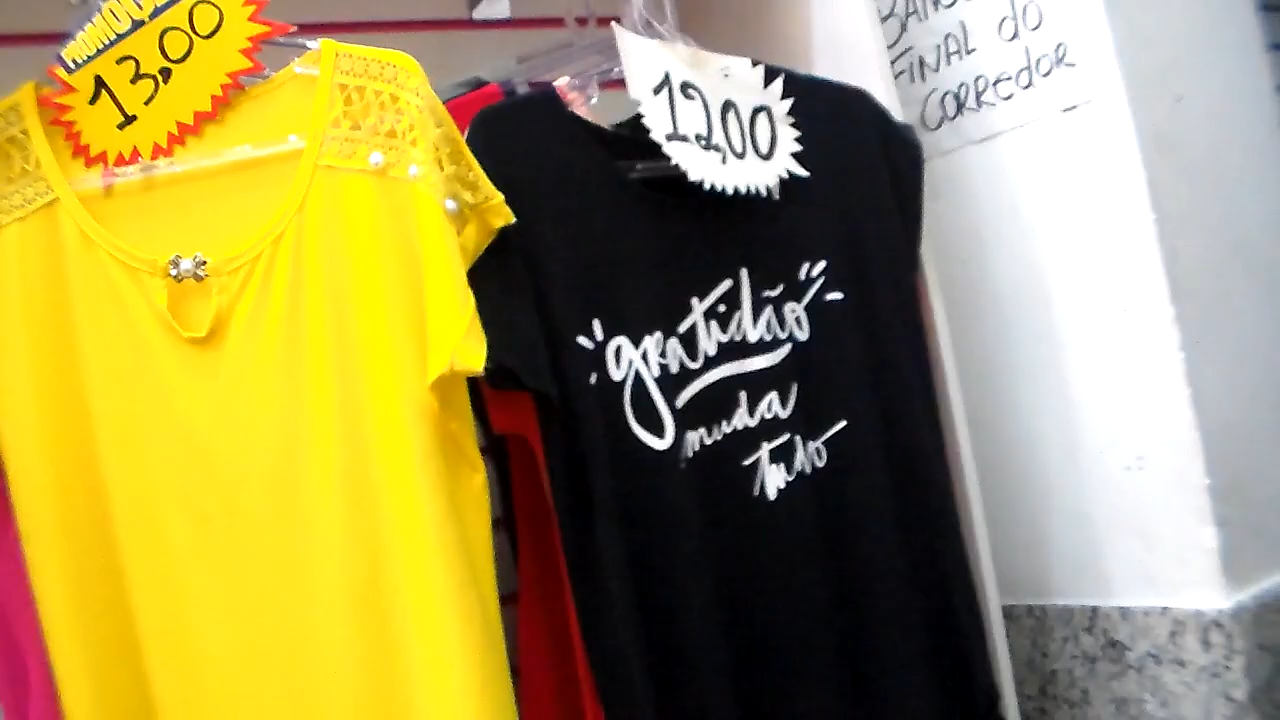 PROMOÇÃO
13,00
12,00
gratidão
muda
tudo
FINAL do
CORREDOR